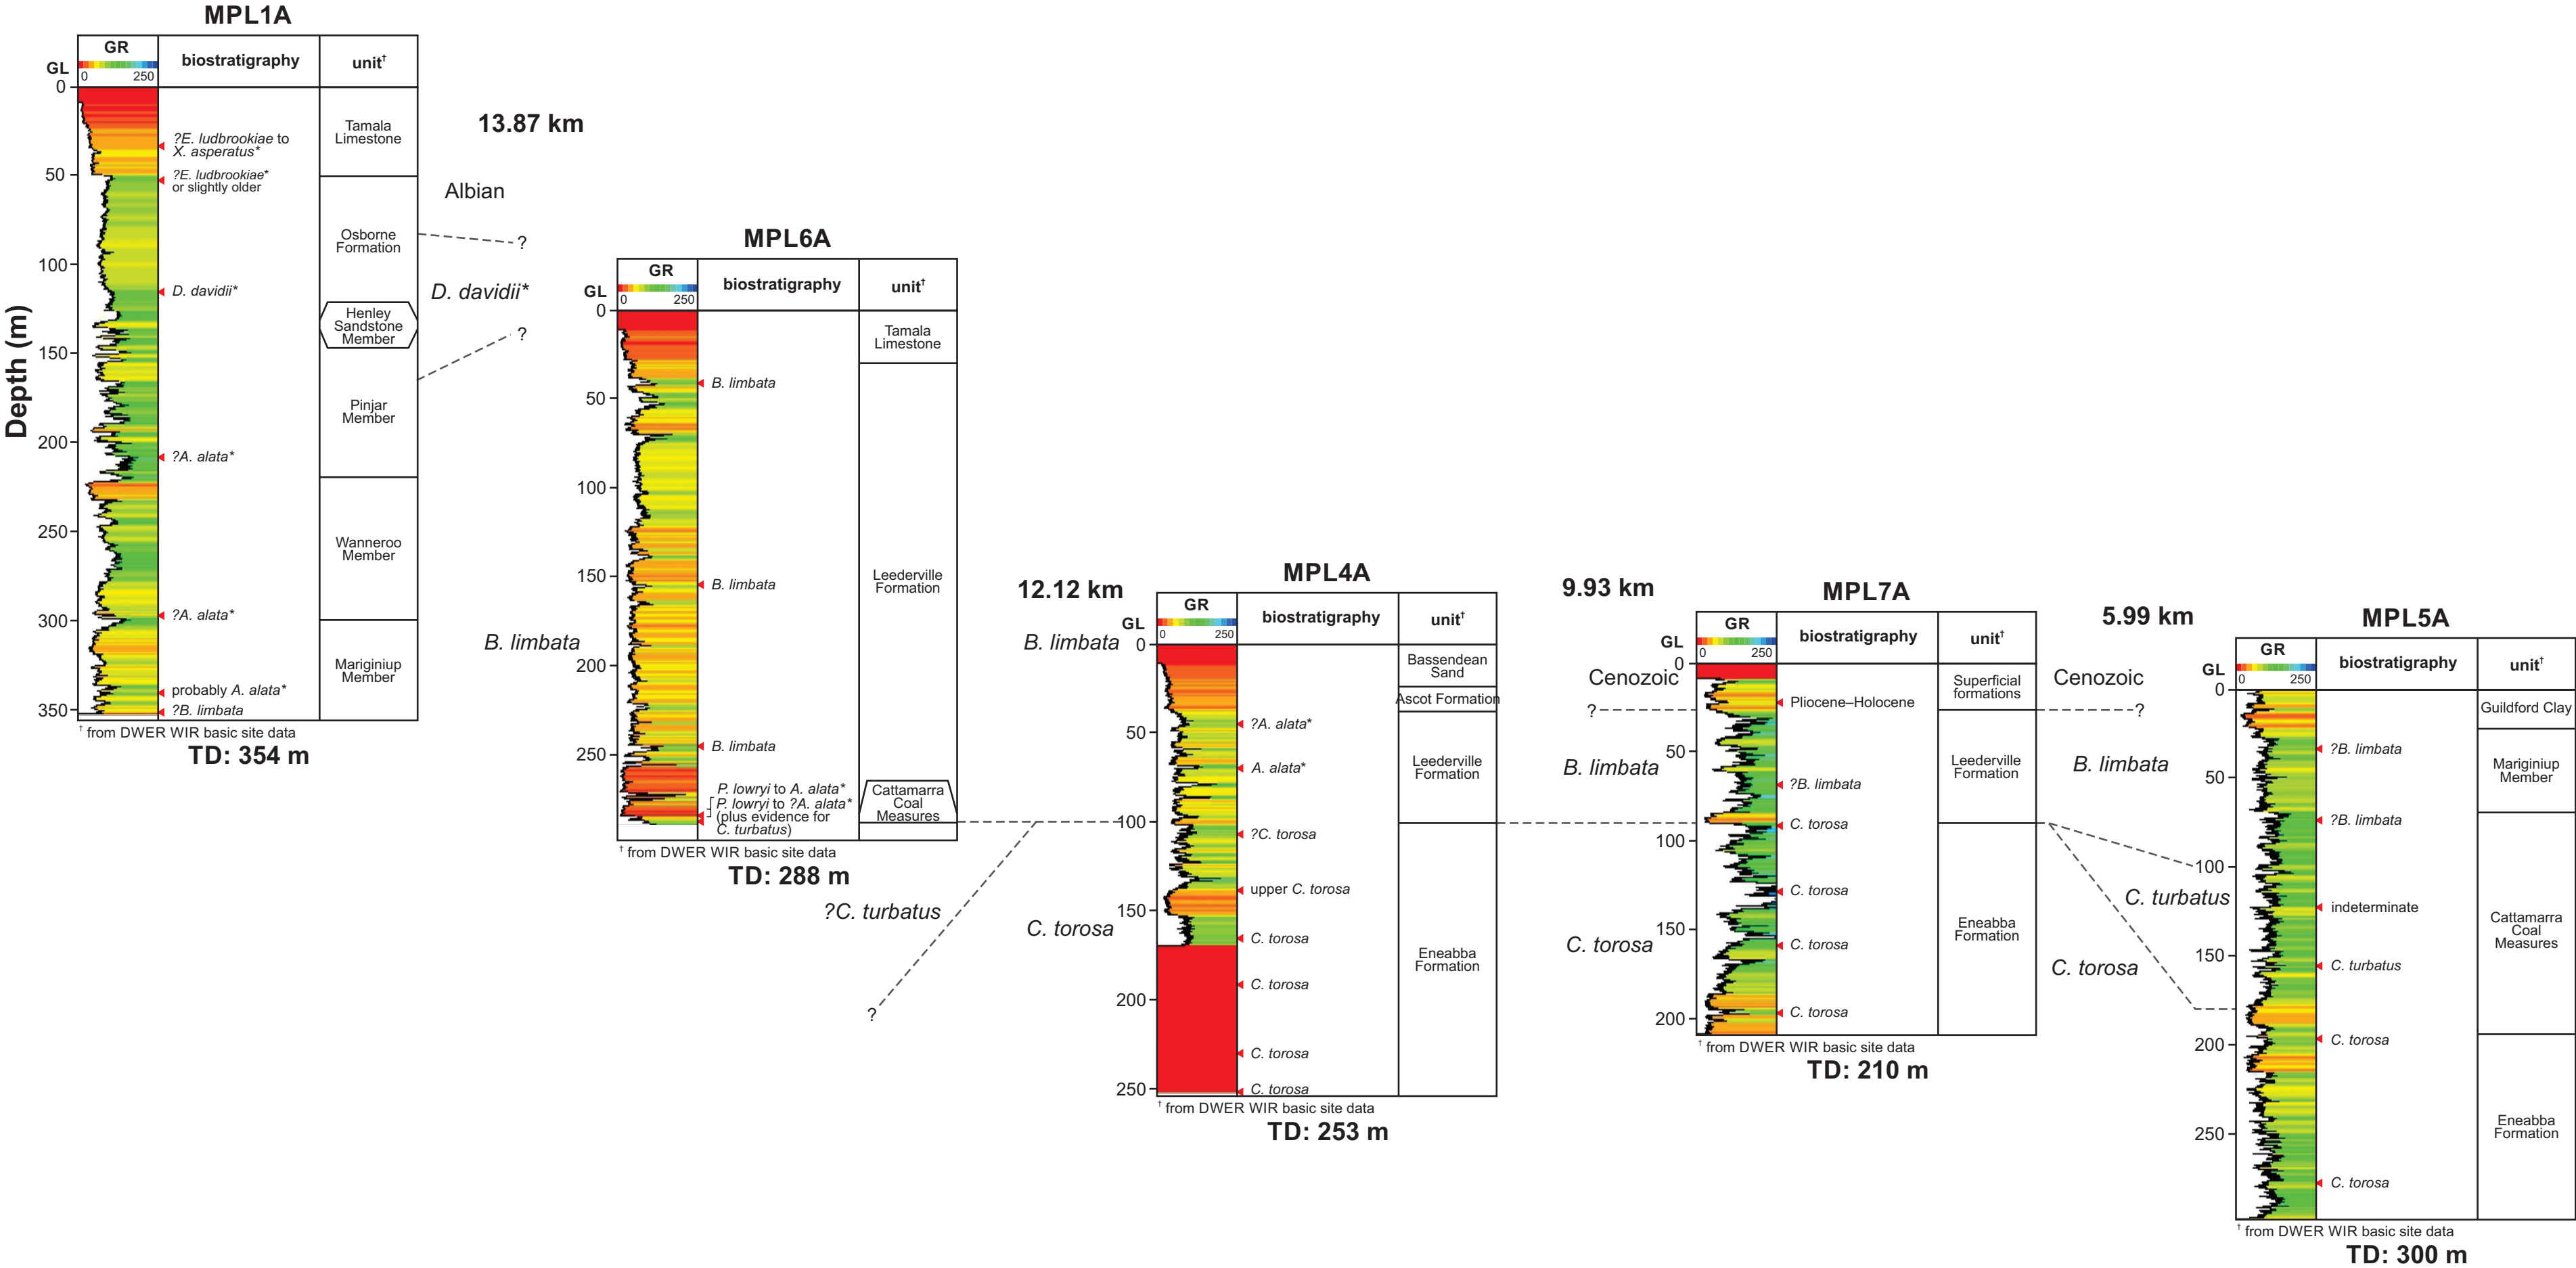 MPL1A
GR
biostratigraphy
unit†
GL
0 250
0
50
100
150
200
250
300
350
Depth (m)
?E. ludbrookiae to
X. asperatus*
?E. ludbrookiae*
or slightly older
D. davidii*
?A. alata*
?A. alata*
probably A. alata*
?B. limbata
Tamala
Limestone
Osborne
Formation
Henley
Sandstone
Member
Pinjar
Member
Wanneroo
Member
Mariginiup
Member
† from DWER WIR basic site data
TD: 354 m
13.87 km
Albian
?
D. davidii*
?
B. limbata
MPL6A
GR
biostratigraphy
unit†
GL
0 250
0
50
100
150
200
250
B. limbata
B. limbata
B. limbata
P. lowryi to A. alata*
P. lowryi to ?A. alata*
(plus evidence for
C. turbatus)
Tamala
Limestone
Leederville
Formation
Cattamarra
Coal
Measures
† from DWER WIR basic site data
TD: 288 m
12.12 km
B. limbata
?C. turbatus
C. torosa
?
MPL4A
GR
biostratigraphy
unit†
GL
0 250
0
50
100
150
200
250
?A. alata*
A. alata*
?C. torosa
upper C. torosa
C. torosa
C. torosa
C. torosa
C. torosa
Bassendean
Sand
Ascot Formation
Leederville
Formation
Eneabba
Formation
† from DWER WIR basic site data
TD: 253 m
9.93 km
Cenozoic
?
B. limbata
C. torosa
MPL7A
GR
biostratigraphy
unit†
GL
0 250
0
50
100
150
200
Pliocene–Holocene
?B. limbata
C. torosa
C. torosa
C. torosa
C. torosa
Superficial
formations
Leederville
Formation
Eneabba
Formation
† from DWER WIR basic site data
TD: 210 m
5.99 km
Cenozoic
?
B. limbata
C. turbatus
C. torosa
MPL5A
GR
biostratigraphy
unit†
GL
0 250
0
50
100
150
200
250
?B. limbata
?B. limbata
indeterminate
C. turbatus
C. torosa
C. torosa
Guildford Clay
Mariginiup
Member
Cattamarra
Coal
Measures
Eneabba
Formation
† from DWER WIR basic site data
TD: 300 m